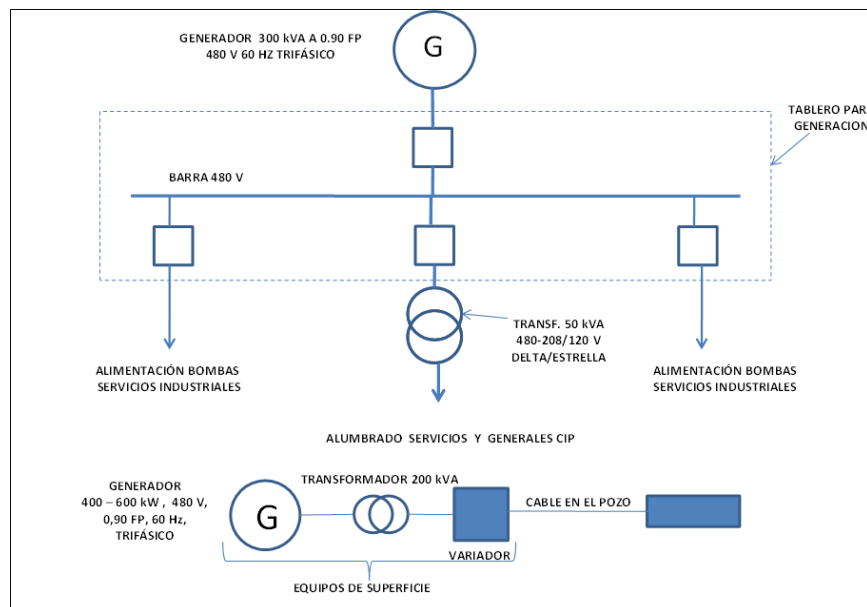 GENERADOR 300 kVA A 0.90 FP
480 V 60 HZ TRIFÁSICO
G
TABLERO PAR
GENERACION
BARRA 480 V
TRANSF. 50 kVA
480-208/120 V
DELTA/ESTRELLA
ALIMENTACIÓN BOMBAS
SERVICIOS INDUSTRIALES
ALIMENTACIÓN BOMBAS
SERVICIOS INDUSTRIALES
ALUMBRADO SERVICIOS Y GENERALES CIP
GENERADOR
400 – 600 kW , 480 V,
0,90 FP, 60 Hz,
TRIFÁSICO
G
TRANSFORMADOR 200 kVA
VARIADOR
CABLE EN EL POZO
EQUIPOS DE SUPERFICIE